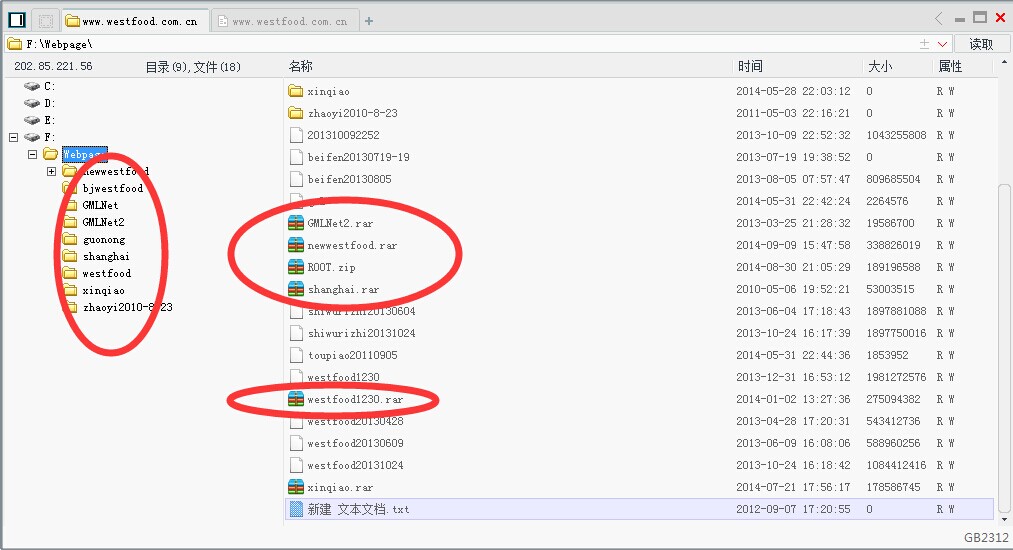 www.westfood.com.cn www.westfood.com.cn
F:\Webpage\ 读取
202.85.221.56 目录(9),文件(18) 名称 时间 大小 属性
C:
D:
E:
F:
Webpage
newwestfood
bjwestfood
GMLNet
GMLNet2
guonong
shanghai
westfood
xinqiao
zhaoyi2010-8-23
xinqiao 2014-05-28 22:03:12 0 R W
zhaoyi2010-8-23 2011-05-03 22:16:21 0 R W
201310092252 2013-10-09 22:52:32 1043255808 R W
beifen20130719-19 2013-07-19 19:38:52 0 R W
beifen20130805 2013-08-05 07:57:47 809685504 R W
2014-05-31 22:42:24 2264576 R W
GMLNet2.rar 2013-03-25 21:28:32 19586700 R W
newwestfood.rar 2014-09-09 15:47:58 338826019 R W
ROOT.zip 2014-08-30 21:05:29 189196588 R W
shanghai.rar 2010-05-06 19:52:21 53003515 R W
shiwurizhi20130604 2013-06-04 17:18:43 1897881088 R W
shiwurizhi20131024 2013-10-24 16:17:39 1897750016 R W
toupiao20110905 2014-05-31 22:44:36 1853952 R W
westfood1230 2013-12-31 16:53:12 1981272576 R W
westfood1230.rar 2014-01-02 13:27:36 275094382 R W
westfood20130428 2013-04-28 17:20:31 543412736 R W
westfood20130609 2013-06-09 16:08:06 588960256 R W
westfood20131024 2013-10-24 16:18:42 1084412416 R W
xinqiao.rar 2014-07-21 17:56:17 178586745 R W
新建 文本文档.txt 2012-09-07 17:20:55 0 R W
GB2312